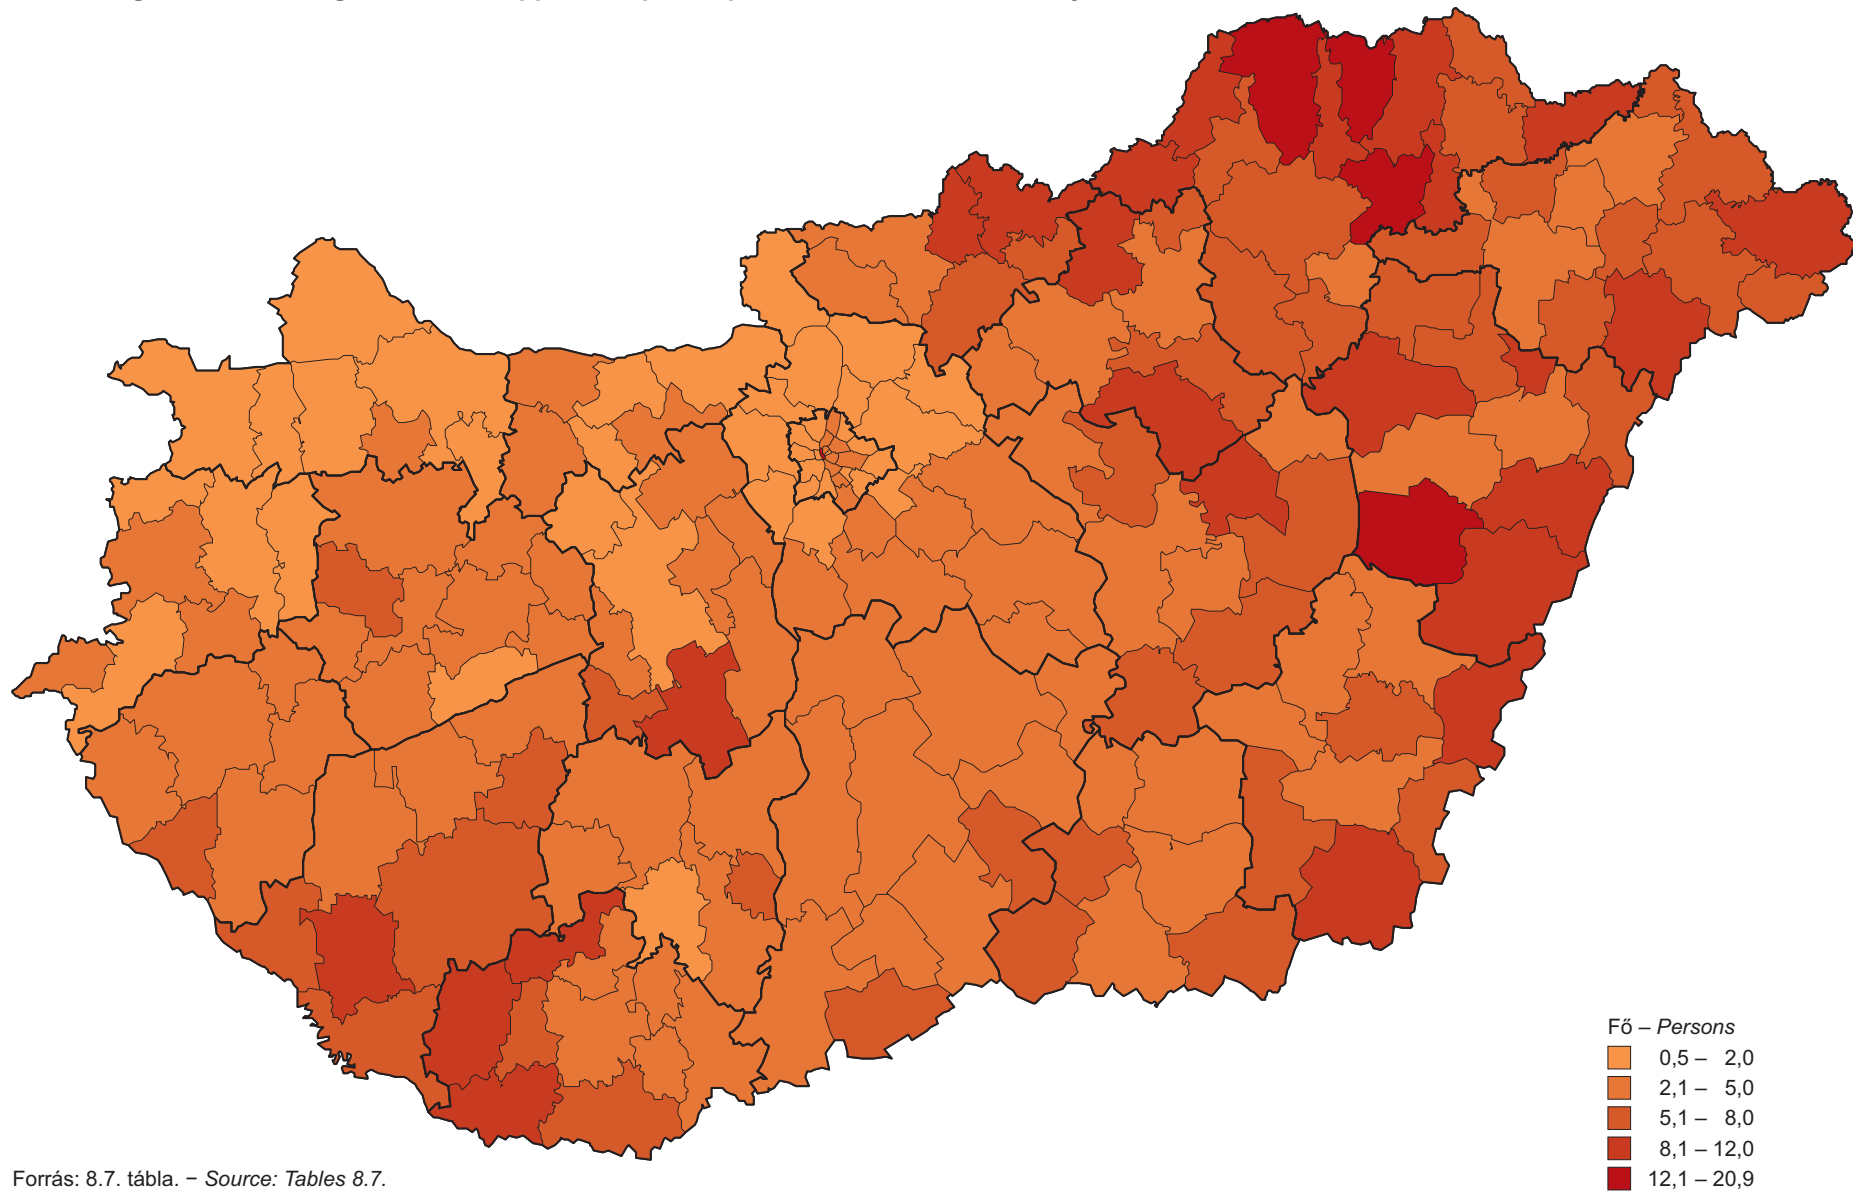 Fő – Persons
0,5 – 2,0
2,1 – 5,0
5,1 – 8,0
8,1 – 12,0
12,1 – 20,9
Forrás: 8.7. tábla. – Source: Tables 8.7.